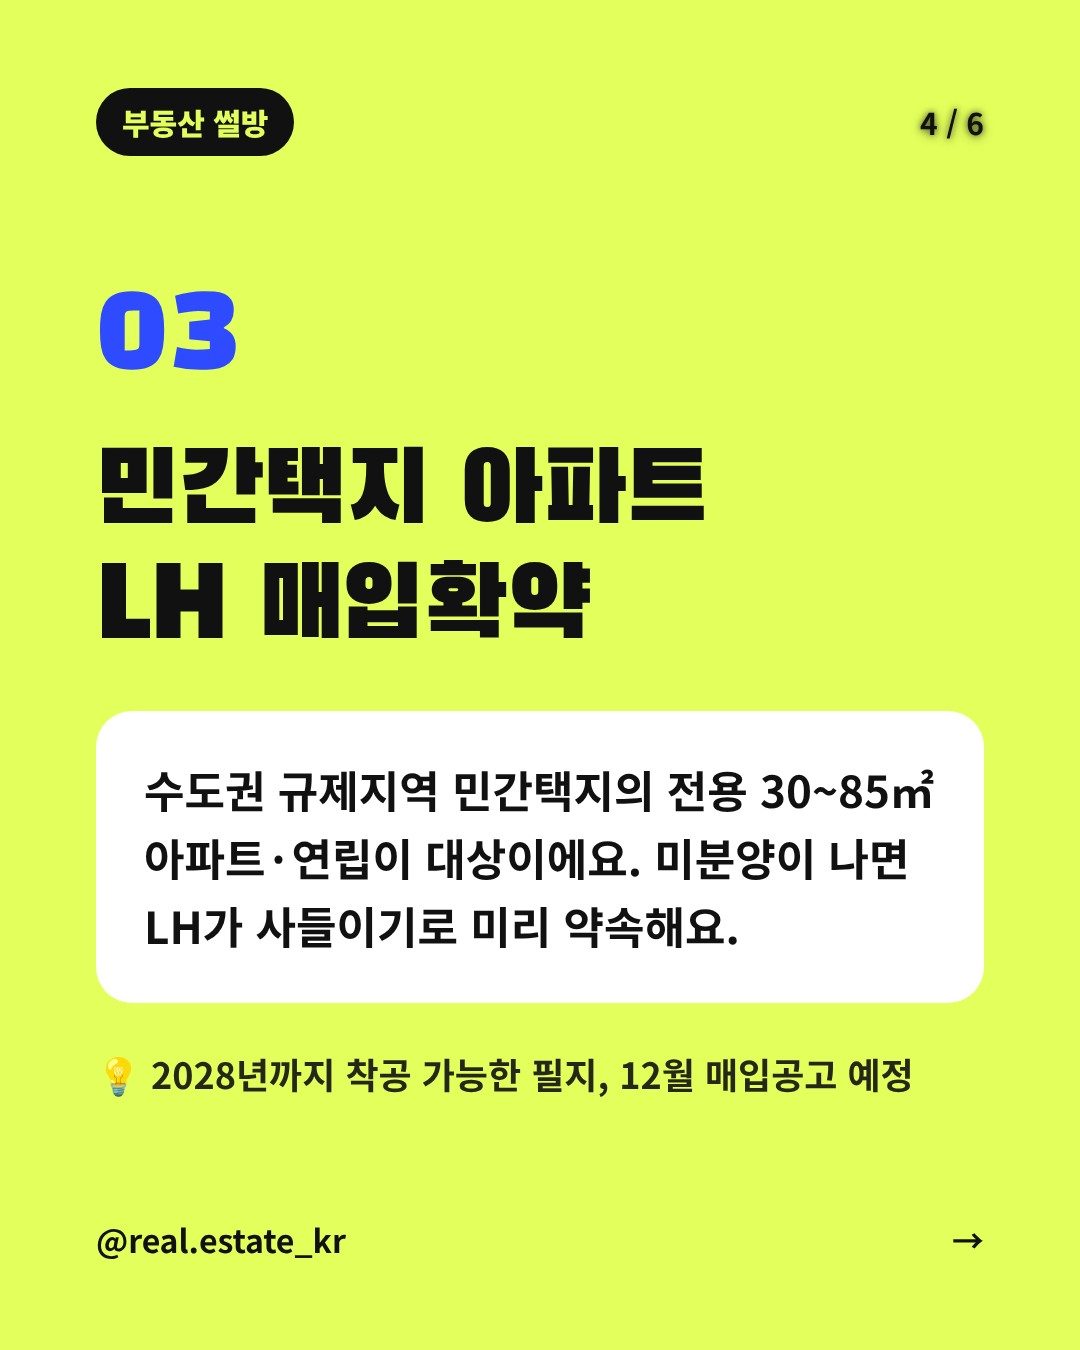 부동산 썰방
4 / 6
03
민간택지 아파트
LH 매입확약
수도권 규제지역 민간택지의 전용 30~85㎡
아파트·연립이 대상이에요. 미분양이 나면
LH가 사들이기로 미리 약속해요.
💡 2028년까지 착공 가능한 필지, 12월 매입공고 예정
@real.estate_kr
→